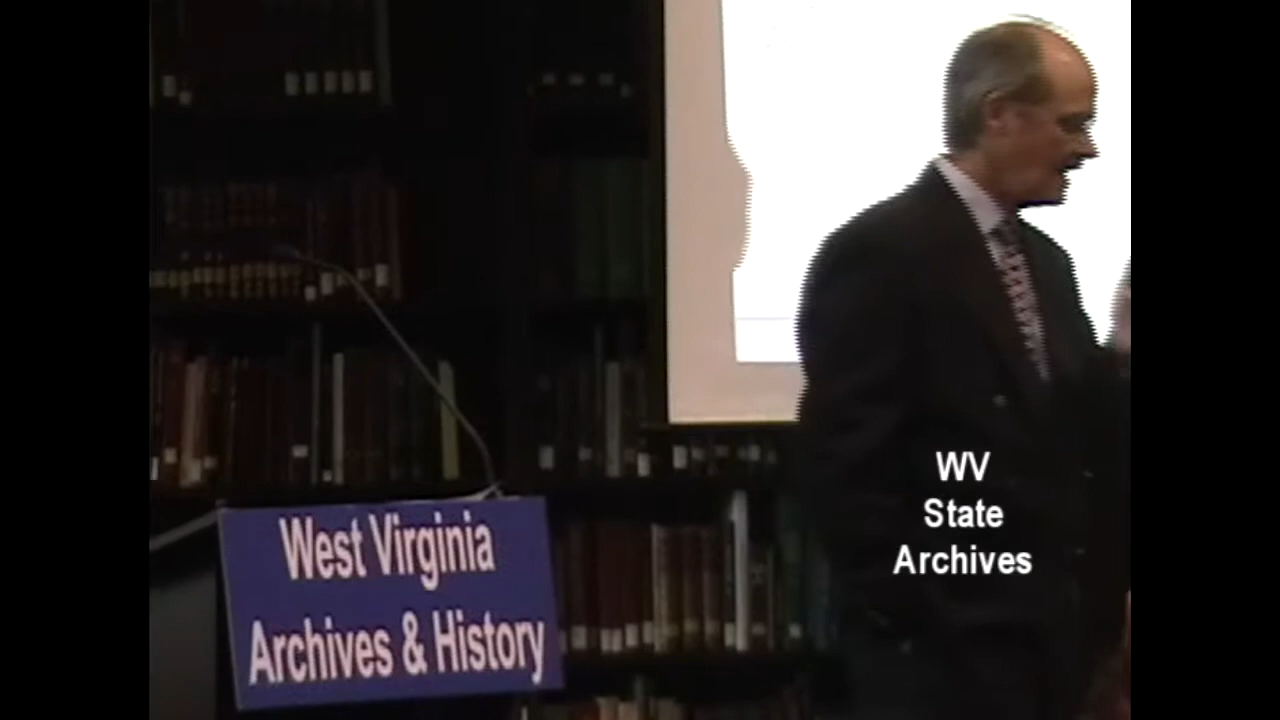 West Virginia
Archives & History
WV
State
Archives